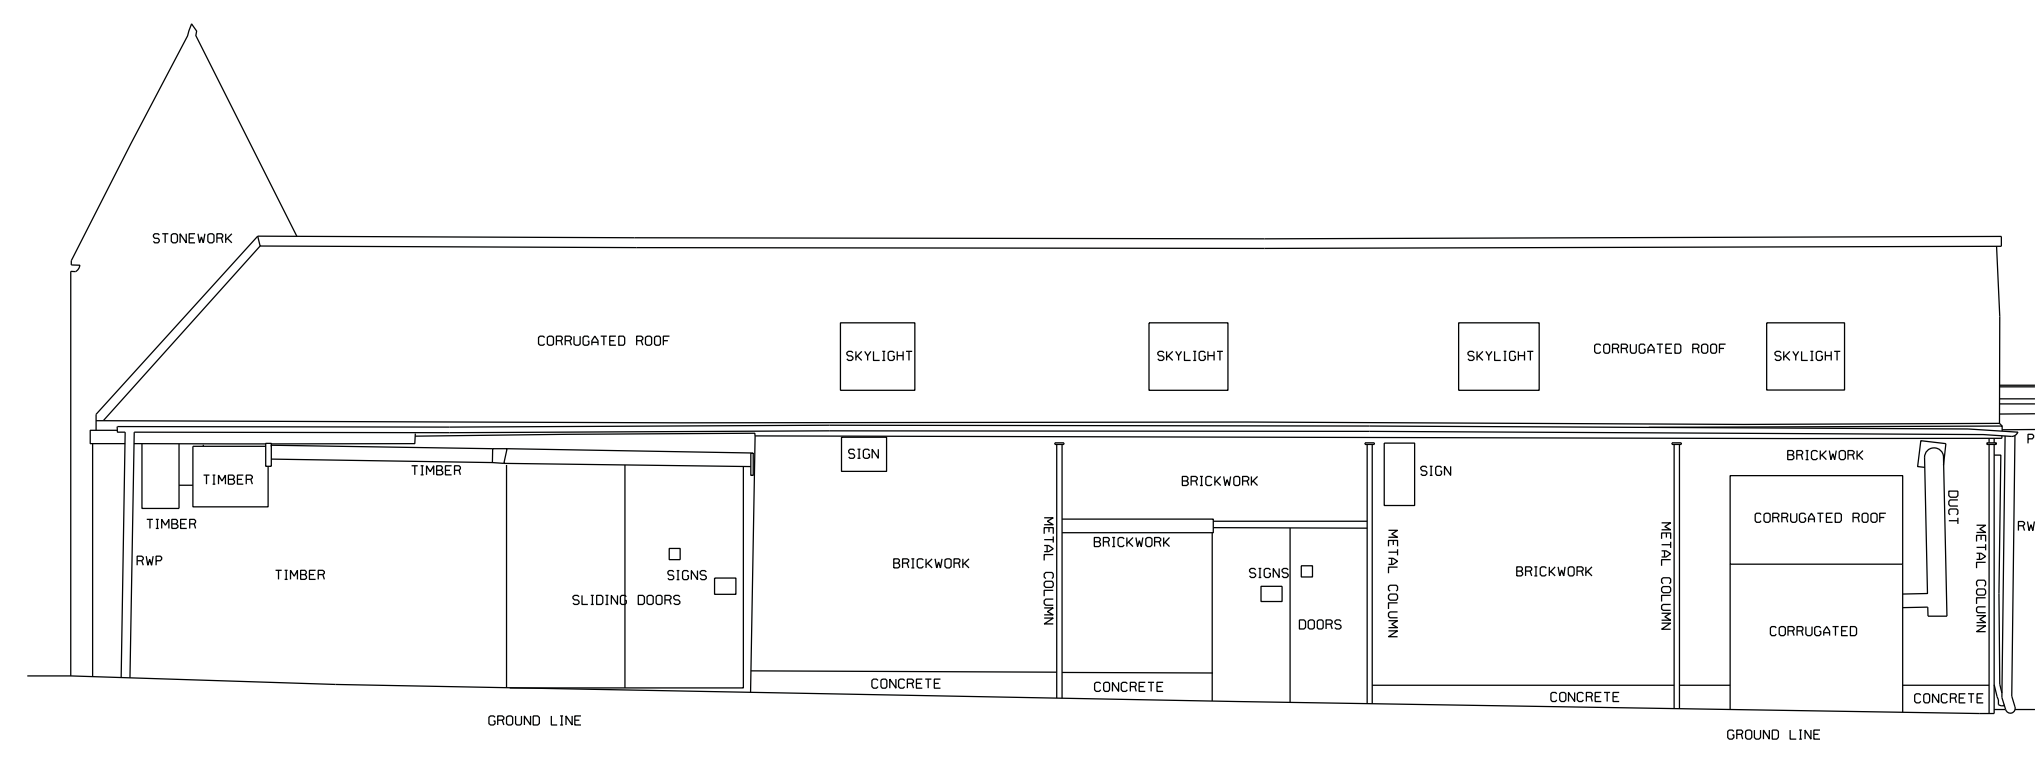 STONEWORK
CORRUGATED ROOF
SKYLIGHT
SKYLIGHT
SKYLIGHT
CORRUGATED ROOF
SKYLIGHT
P
SIGN
BRICKWORK
TIMBER
SIGN
TIMBER
BRICKWORK
DUCT
TIMBER
CORRUGATED ROOF
RW
BRICKWORK
RWP
METAL COLUMN
METAL COLUMN
METAL COLUMN
METAL COLUMN
TIMBER
SIGNS
BRICKWORK
SIGNS
BRICKWORK
SLIDING DOORS
DOORS
CORRUGATED
CONCRETE
CONCRETE
CONCRETE
CONCRETE
GROUND LINE
GROUND LINE